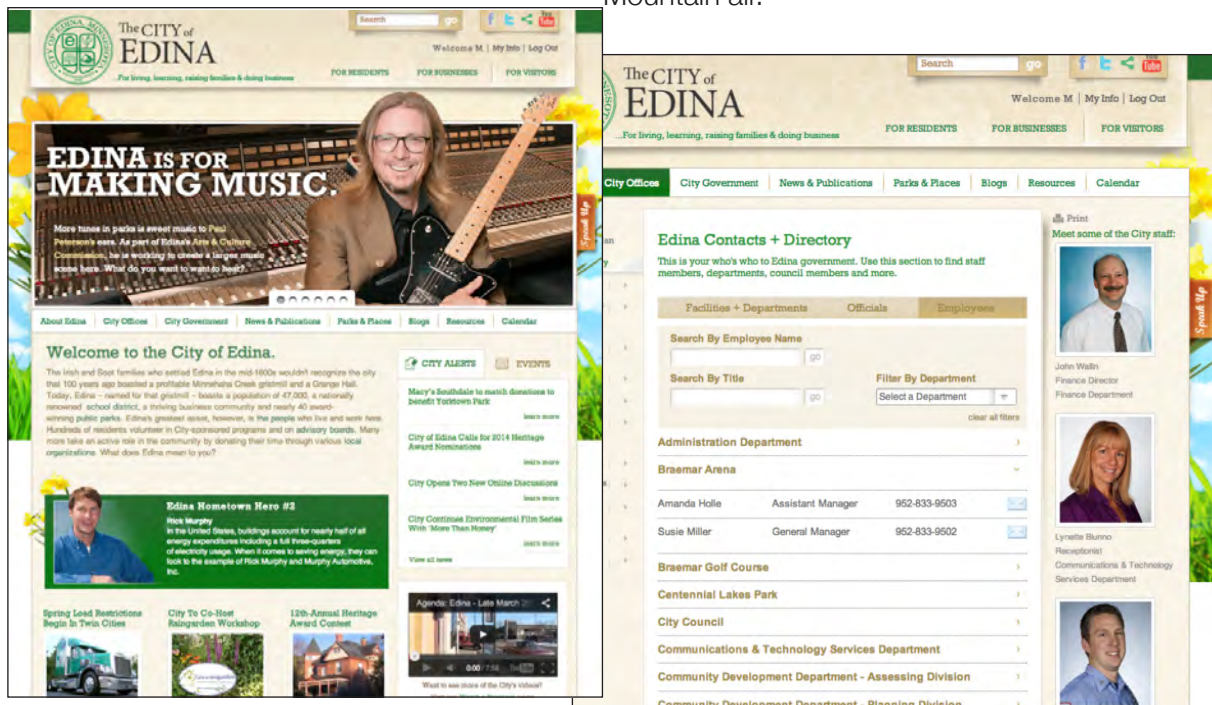 Mountain air.
The CITY of
EDINA
...For living, learning, raising families & doing business
Search
go
You
Tube
Welcome M | My Info | Log Out
FOR RESIDENTS
FOR BUSINESSES
FOR VISITORS
EDINA IS FOR
MAKING MUSIC.
More tunes in parks is sweet music to Paul
Peterson's ears. As part of Edina's Arts & Culture
Commission, he is working to create a larger music
scene here. What do you want to want to hear?
Speak Up
About Edina
City Offices
City Government
News & Publications
Parks & Places
Blogs
Resources
Calendar
Welcome to the City of Edina.
The Irish and Scot families who settled Edina in the mid-1800s wouldn't recognize the city
that 100 years ago boasted a profitable Minnehaha Creek gristmill and a Grange Hall.
Today, Edina – named for that gristmill – boasts a population of 47,000, a nationally
renowned school district, a thriving business community and nearly 40 award-
winning public parks. Edina's greatest asset, however, is the people who live and work here.
Hundreds of residents volunteer in City-sponsored programs and on advisory boards. Many
more take an active role in the community by donating their time through various local
organizations. What does Edina mean to you?
CITY ALERTS
EVENTS
Mary's Southdale to match donations to
benefit Yorktown Park
learn more
City of Edina Calls for 2014 Heritage
Award Nominations
learn more
City Opens Two New Online Discussions
learn more
City Continues Environmental Film Series
With 'More Than Honey'
learn more
View all news
Edina Hometown Hero #2
Rick Murphy
In the United States, buildings account for nearly half of all
energy expenditures including a full three-quarters
of electricity usage. When it comes to saving energy, they can
look to the example of Rick Murphy and Murphy Automotive,
Inc.
Spring Load Restrictions
Begin In Twin Cities
City To Co-Host
Raingarden Workshop
12th-Annual Heritage
Award Contest
Agenda: Edina - Late March 20
0:00 / 7:58
YouTube
Want to see more of the City's videos?
The CITY of
EDINA
...For living, learning, raising families & doing business
Search
go
Tube
Welcome M | My Info | Log Out
FOR RESIDENTS
FOR BUSINESSES
FOR VISITORS
City Offices
City Government
News & Publications
Parks & Places
Blogs
Resources
Calendar
Edina Contacts + Directory
This is your who's who to Edina government. Use this section to find staff
members, departments, council members and more.
Facilities + Departments
Officials
Employees
Search By Employee Name
go
Search By Title
go
Filter By Department
Select a Department
clear all filters
Administration Department
Braemar Arena
Amanda Holle Assistant Manager 952-833-9503
Susie Miller General Manager 952-833-9502
Braemar Golf Course
Centennial Lakes Park
City Council
Communications & Technology Services Department
Community Development Department - Assessing Division
Community Development Department - Planning Division
Print
Meet some of the City staff:
John Wallin
Finance Director
Finance Department
Lynette Biunno
Receptionist
Communications & Technology
Services Department
Speak Up